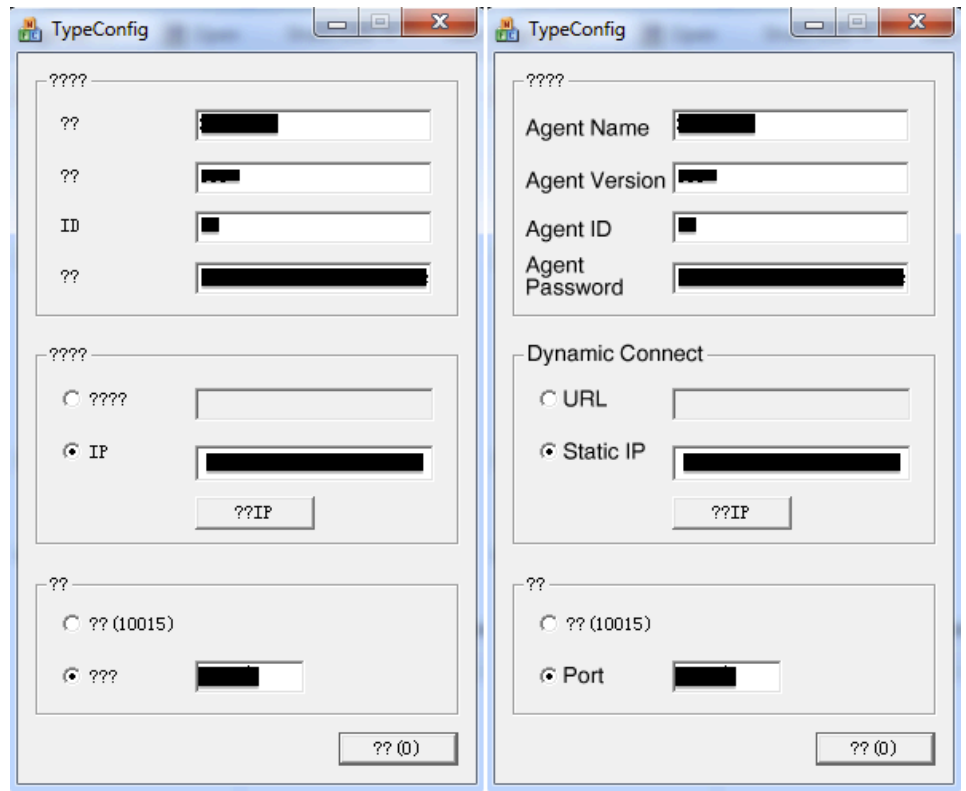 TypeConfig
????
??
??
ID
??
????
????
IP
??IP
??
??(10015)
???
??(0)
TypeConfig
????
Agent Name
Agent Version
Agent ID
Agent
Password
Dynamic Connect
URL
Static IP
??IP
??
??(10015)
Port
??(0)